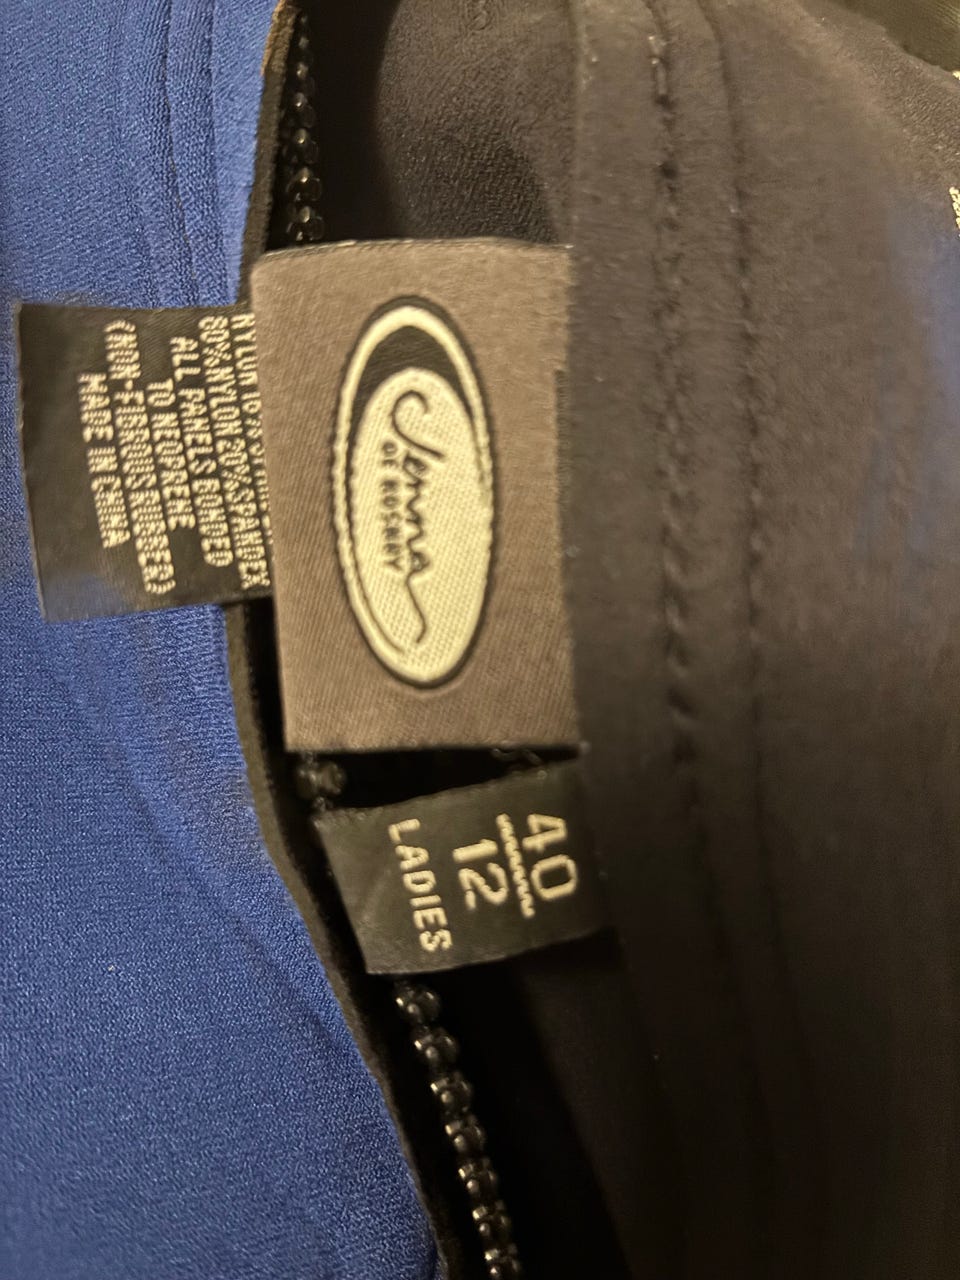 Jenna
OF ROSCREY
40
12
LADIES
80% NYLON 20% SPANDEX
ALL PANELS BONDED
TO NEOPRENE
(NON-FIBROUS RUBBER)
MADE IN CHINA